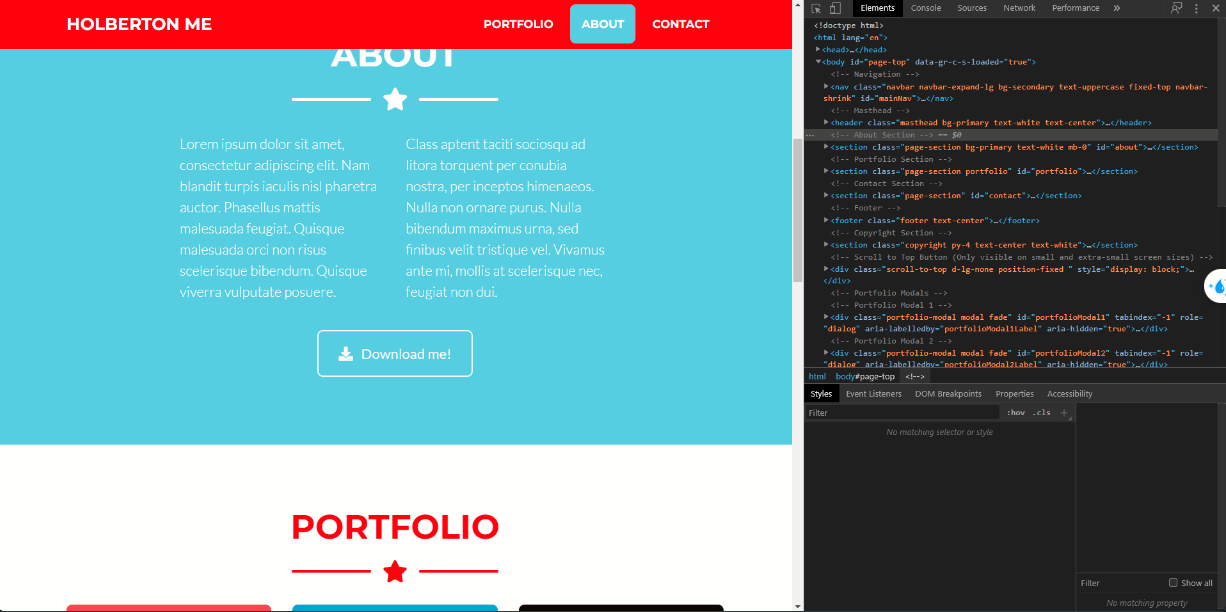 HOLBERTON ME
PORTFOLIO ABOUT CONTACT
ABOUT
Lorem ipsum dolor sit amet,
consectetur adipiscing elit. Nam
blandit turpis iaculis nisl pharetra
auctor. Phasellus mattis
malesuada feugiat. Quisque
malesuada orci non risus
scelerisque bibendum. Quisque
viverra vulputate posuere.
Class aptent taciti sociosqu ad
litora torquent per conubia
nostra, per inceptos himenaeos.
Nulla non ornare purus. Nulla
bibendum maximus urna, sed
finibus velit tristique vel. Vivamus
ante mi, mollis at scelerisque nec,
feugiat non dui.
Download me!
PORTFOLIO
Elements Console Sources Network Performance »
<!doctype html>
<html lang="en">
<head>…</head>
<body id="page-top" data-gr-c-s-loaded="true">
<!-- Navigation -->
<nav class="navbar navbar-expand-lg bg-secondary text-uppercase fixed-top navbar-
shrink" id="mainNav">…</nav>
<!-- Masthead -->
<header class="masthead bg-primary text-white text-center">…</header>
<!-- About Section --> == $0
<section class="page-section bg-primary text-white mb-0" id="about">…</section>
<!-- Portfolio Section -->
<section class="page-section portfolio" id="portfolio">…</section>
<!-- Contact Section -->
<section class="page-section" id="contact">…</section>
<!-- Footer -->
<footer class="footer text-center">…</footer>
<!-- Copyright Section -->
<section class="copyright py-4 text-center text-white">…</section>
<!-- Scroll to Top Button (Only visible on small and extra-small screen sizes) -->
<div class="scroll-to-top d-lg-none position-fixed " style="display: block;">…
</div>
<!-- Portfolio Modals -->
<!-- Portfolio Modal 1 -->
<div class="portfolio-modal modal fade" id="portfolioModal1" tabindex="-1" role=
"dialog" aria-labelledby="portfolioModal1Label" aria-hidden="true">…</div>
<!-- Portfolio Modal 2 -->
<div class="portfolio-modal modal fade" id="portfolioModal2" tabindex="-1" role=
"dialog" aria-labelledby="portfolioModal2Label" aria-hidden="true">…</div>
html body#page-top <!-->
Styles Event Listeners DOM Breakpoints Properties Accessibility
Filter :hov .cls +
No matching selector or style
Filter Show all
No matching property